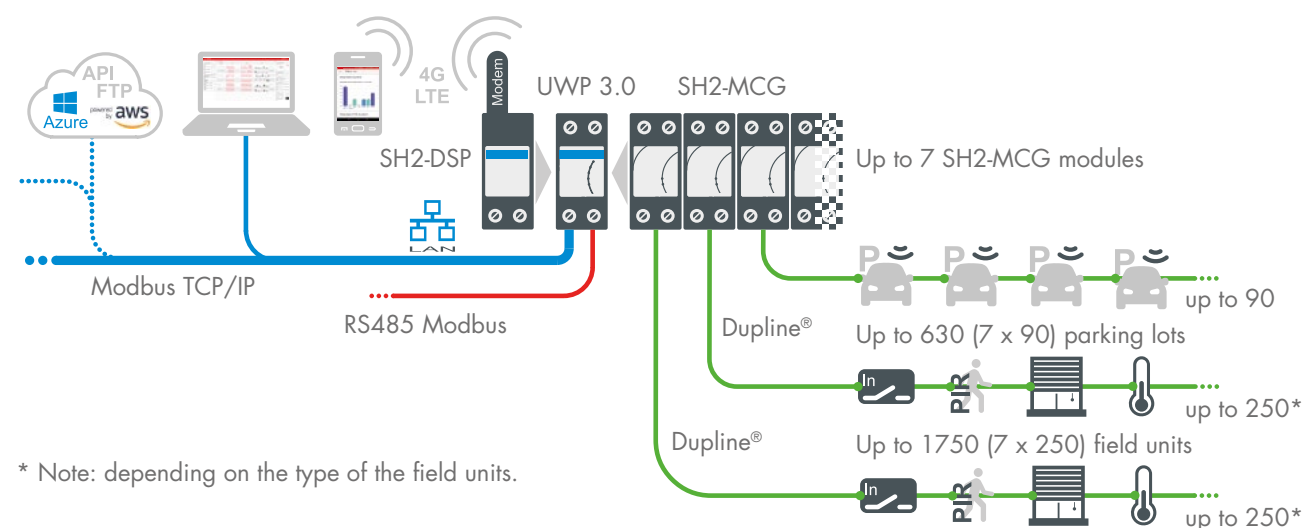 API
FTP
Azure
powered by aws
4G
LTE
Modem
UWP 3.0
SH2-MCG
SH2-DSP
Up to 7 SH2-MCG modules
LAN
Modbus TCP/IP
RS485 Modbus
P
P
P
P
up to 90
Dupline®
Up to 630 (7 x 90) parking lots
In
PIR
up to 250*
Dupline®
Up to 1750 (7 x 250) field units
In
PIR
up to 250*
* Note: depending on the type of the field units.